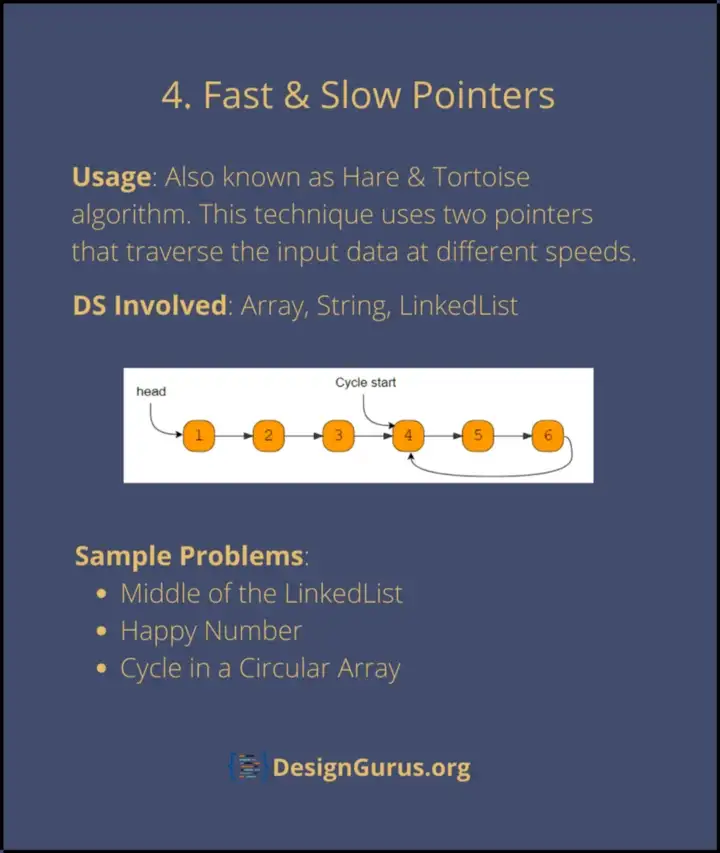 4. Fast & Slow Pointers
Usage: Also known as Hare & Tortoise
algorithm. This technique uses two pointers
that traverse the input data at different speeds.
DS Involved: Array, String, LinkedList
head
Cycle start
1 2 3 4 5 6
Sample Problems:
• Middle of the LinkedList
• Happy Number
• Cycle in a Circular Array
DesignGurus.org